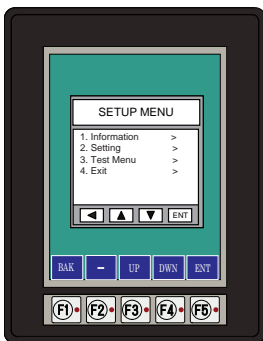 SETUP MENU
1. Information >
2. Setting >
3. Test Menu >
4. Exit >
ENT
BAK – UP DWN ENT
F1 F2 F3 F4 F5